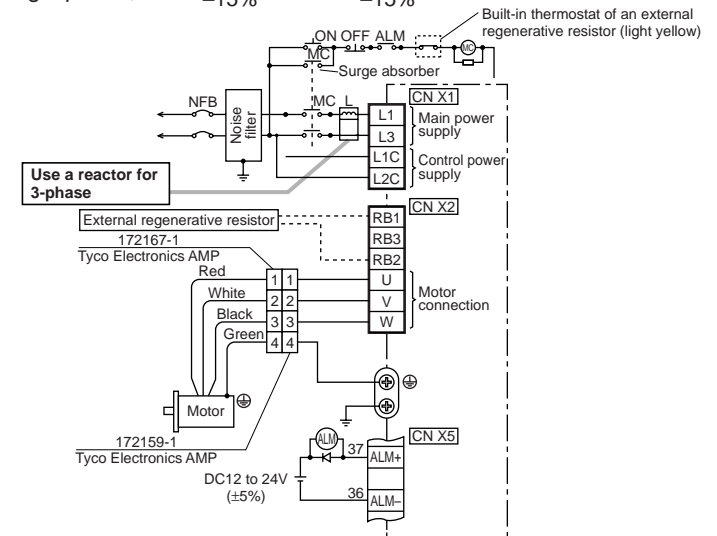 ±15%
±15%
Built-in thermostat of an external
regenerative resistor (light yellow)
ON OFF ALM
MC
MC
Surge absorber
NFB
Noise
filter
MC L
CN X1
L1
L3
L1C
L2C
Main power
supply
Control power
supply
Use a reactor for
3-phase
CN X2
External regenerative resistor
RB1
RB3
RB2
U
V
W
Motor
connection
172167-1
Tyco Electronics AMP
Red
White
Black
Green
1 1
2 2
3 3
4 4
Motor
172159-1
Tyco Electronics AMP
CN X5
ALM
37
ALM+
DC12 to 24V
(±5%)
36
ALM–